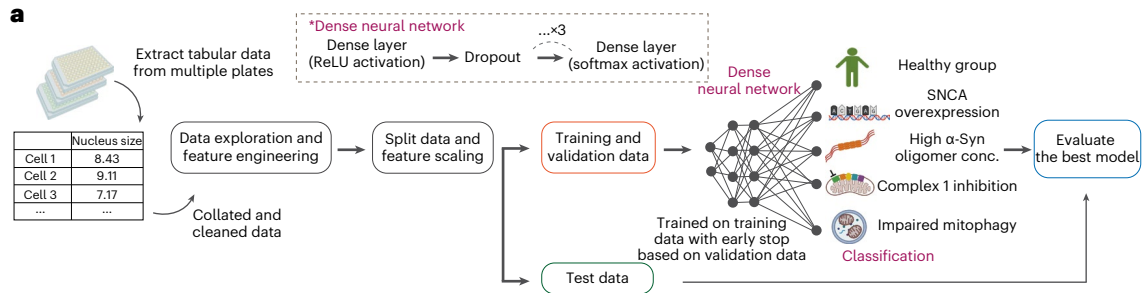 a
*Dense neural network
Dense layer
(ReLU activation)
Dropout
...×3
Dense layer
(softmax activation)
Extract tabular data
from multiple plates
Nucleus size
Cell 1 8.43
Cell 2 9.11
Cell 3 7.17
... ...
Collated and
cleaned data
Data exploration and
feature engineering
Split data and
feature scaling
Training and
validation data
Test data
Dense
neural network
Trained on training
data with early stop
based on validation data
Healthy group
ACTGAG
SNCA
overexpression
High α-Syn
oligomer conc.
Complex 1 inhibition
Impaired mitophagy
Classification
Evaluate
the best model